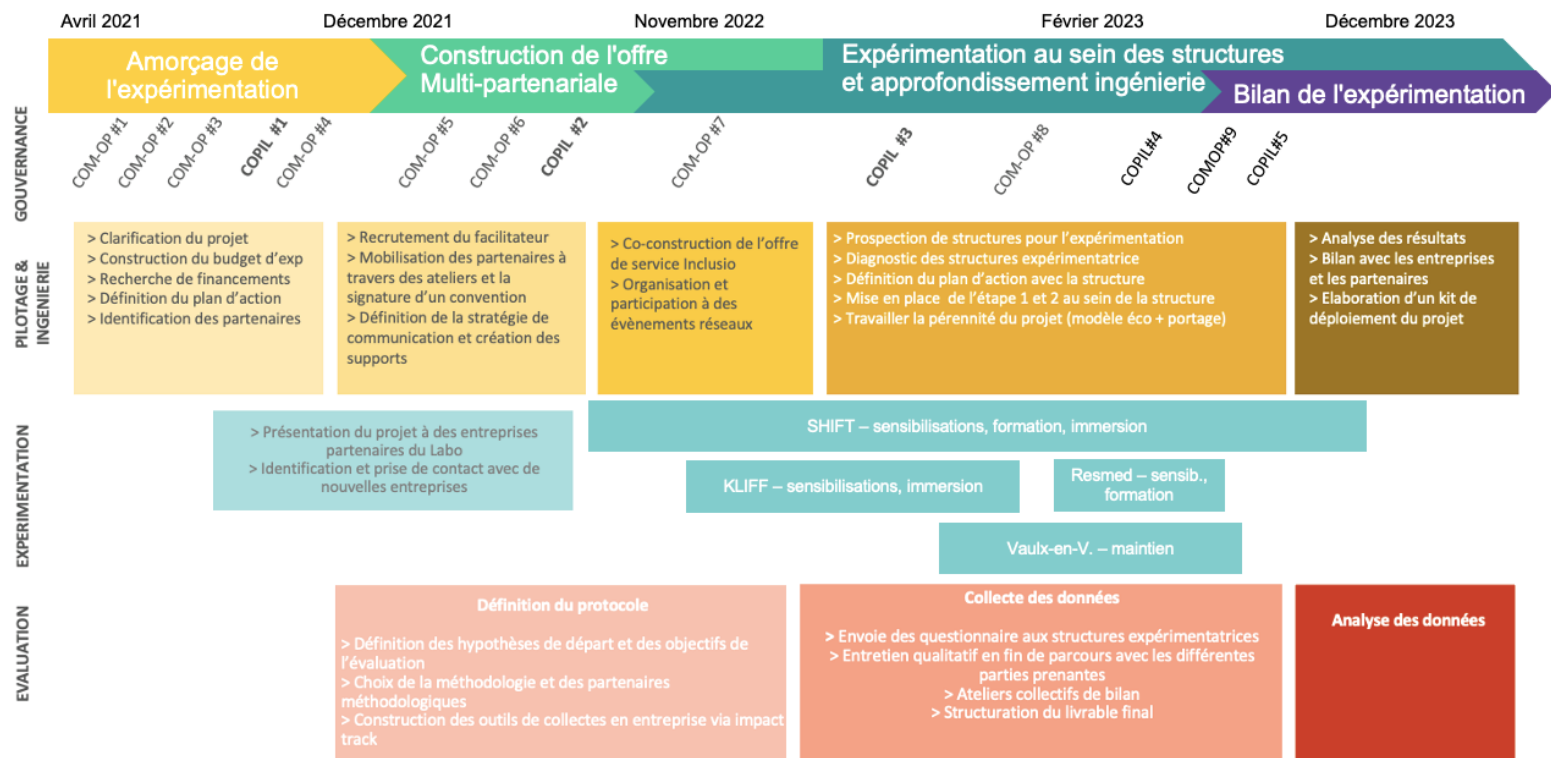 Avril 2021
Décembre 2021
Novembre 2022
Février 2023
Décembre 2023
Amorçage de
l'expérimentation
Construction de l'offre
Multi-partenariale
Expérimentation au sein des structures
et approfondissement ingénierie
Bilan de l'expérimentation
GOUVERNANCE
COM-OP #1
COM-OP #2
COM-OP #3
COPIL #1
COM-OP #4
COM-OP #5
COM-OP #6
COPIL #2
COM-OP #7
COPIL #3
COM-OP #8
COPIL#4
COMOP#9
COPIL#5
PILOTAGE &
INGENIERIE
> Clarification du projet
> Construction du budget d'exp
> Recherche de financements
> Définition du plan d'action
> Identification des partenaires
> Recrutement du facilitateur
> Mobilisation des partenaires à
travers des ateliers et la
signature d'un convention
> Définition de la stratégie de
communication et création des
supports
> Co-construction de l'offre
de service Inclusio
> Organisation et
participation à des
évènements réseaux
> Prospection de structures pour l'expérimentation
> Diagnostic des structures expérimentatrice
> Définition du plan d'action avec la structure
> Mise en place de l'étape 1 et 2 au sein de la structure
> Travailler la pérennité du projet (modèle éco + portage)
> Analyse des résultats
> Bilan avec les entreprises
et les partenaires
> Elaboration d'un kit de
déploiement du projet
EXPERIMENTATION
> Présentation du projet à des entreprises
partenaires du Labo
> Identification et prise de contact avec de
nouvelles entreprises
SHIFT – sensibilisations, formation, immersion
KLIFF – sensibilisations, immersion
Resmed – sensib.,
formation
Vaulx-en-V. – maintien
EVALUATION
Définition du protocole
> Définition des hypothèses de départ et des objectifs de
l'évaluation
> Choix de la méthodologie et des partenaires
méthodologiques
> Construction des outils de collectes en entreprise via impact
track
Collecte des données
> Envoie des questionnaire aux structures expérimentatrices
> Entretien qualitatif en fin de parcours avec les différentes
parties prenantes
> Ateliers collectifs de bilan
> Structuration du livrable final
Analyse des données